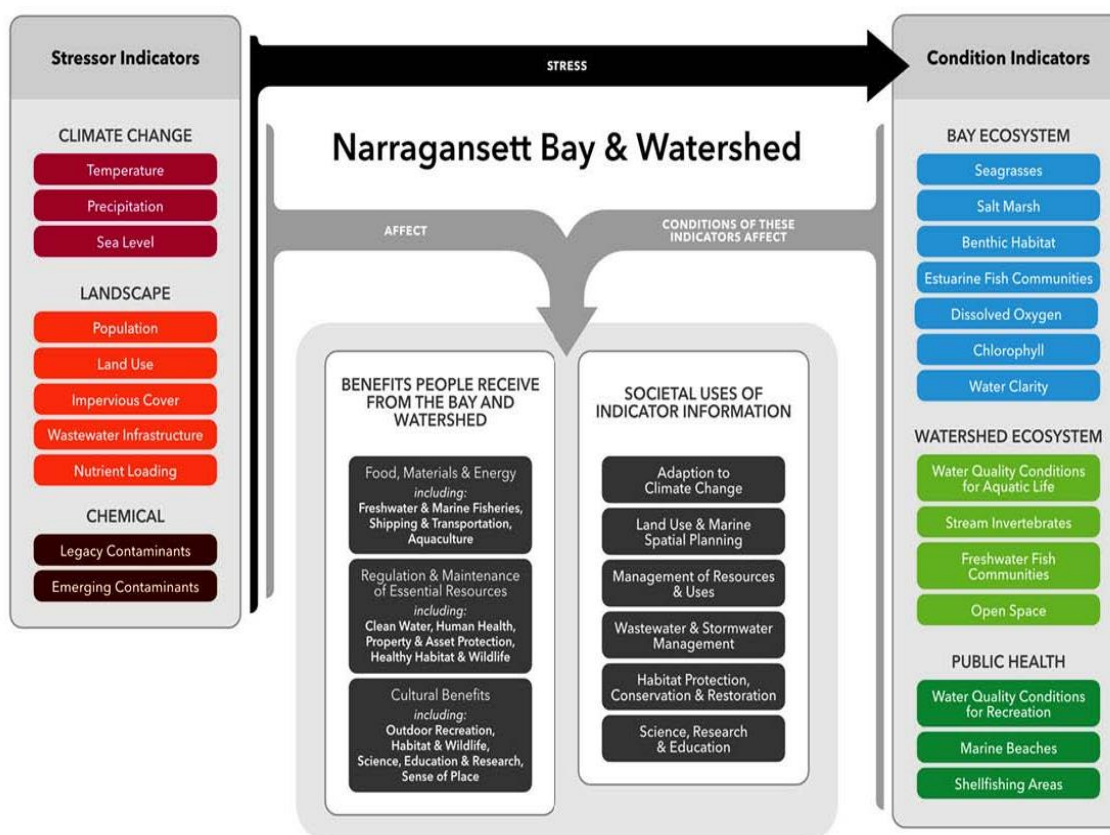 Stressor Indicators
CLIMATE CHANGE
Temperature
Precipitation
Sea Level
LANDSCAPE
Population
Land Use
Impervious Cover
Wastewater Infrastructure
Nutrient Loading
CHEMICAL
Legacy Contaminants
Emerging Contaminants
STRESS
Narragansett Bay & Watershed
AFFECT
CONDITIONS OF THESE
INDICATORS AFFECT
BENEFITS PEOPLE RECEIVE
FROM THE BAY AND
WATERSHED
Food, Materials & Energy
including:
Freshwater & Marine Fisheries,
Shipping & Transportation,
Aquaculture
Regulation & Maintenance
of Essential Resources
including:
Clean Water, Human Health,
Property & Asset Protection,
Healthy Habitat & Wildlife
Cultural Benefits
including:
Outdoor Recreation,
Habitat & Wildlife,
Science, Education & Research,
Sense of Place
SOCIETAL USES OF
INDICATOR INFORMATION
Adaption to
Climate Change
Land Use & Marine
Spatial Planning
Management of Resources
& Uses
Wastewater & Stormwater
Management
Habitat Protection,
Conservation & Restoration
Science, Research
& Education
Condition Indicators
BAY ECOSYSTEM
Seagrasses
Salt Marsh
Benthic Habitat
Estuarine Fish Communities
Dissolved Oxygen
Chlorophyll
Water Clarity
WATERSHED ECOSYSTEM
Water Quality Conditions
for Aquatic Life
Stream Invertebrates
Freshwater Fish
Communities
Open Space
PUBLIC HEALTH
Water Quality Conditions
for Recreation
Marine Beaches
Shellfishing Areas